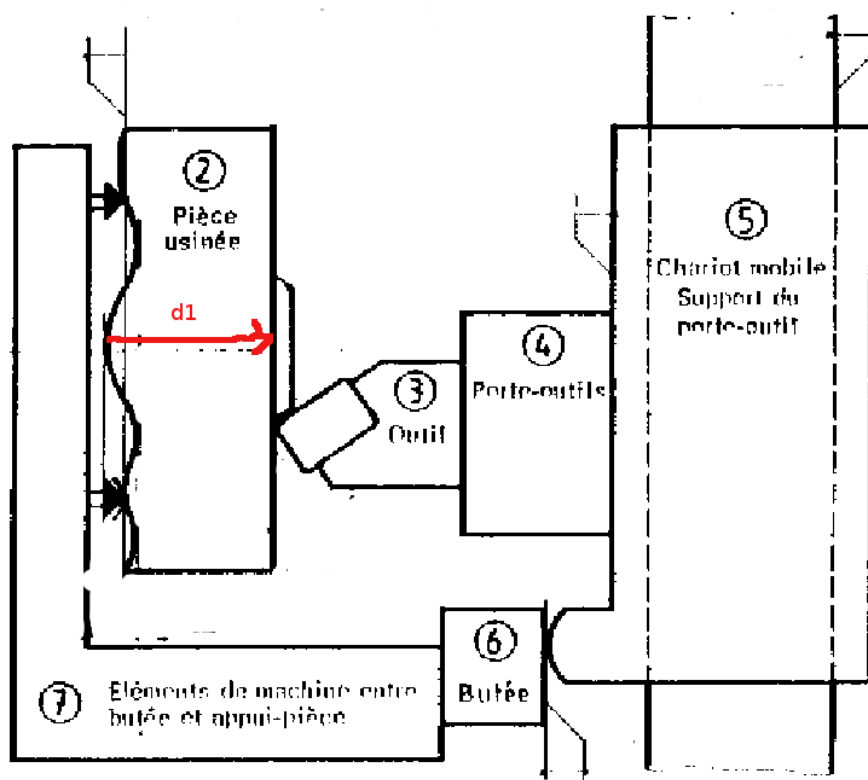 2
Pièce
usinée
d1
3
Outil
4
Porte-outils
5
Chariot mobile
Support du
porte-outil
6
Butée
7 Eléments de machine entre
butée et appui-pièce